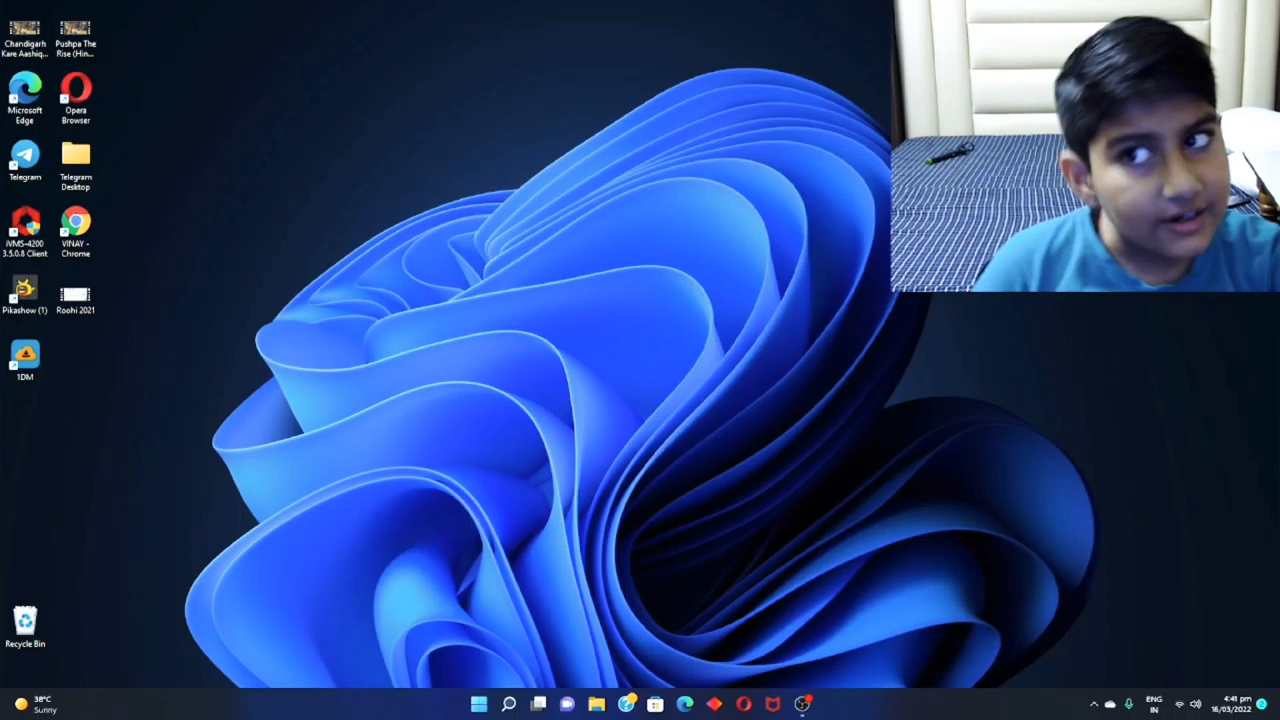 Chandigarh
Kare Aashiq...
Pushpa The
Rise (Hin...
Microsoft
Edge
Opera
Browser
Telegram
Telegram
Desktop
iVMS-4200
3.5.0.8 Client
VINAY -
Chrome
Pikashow (1)
Roohi 2021
1DM
Recycle Bin
38°C
Sunny
ENG
IN
4:41 pm
16/03/2022
2